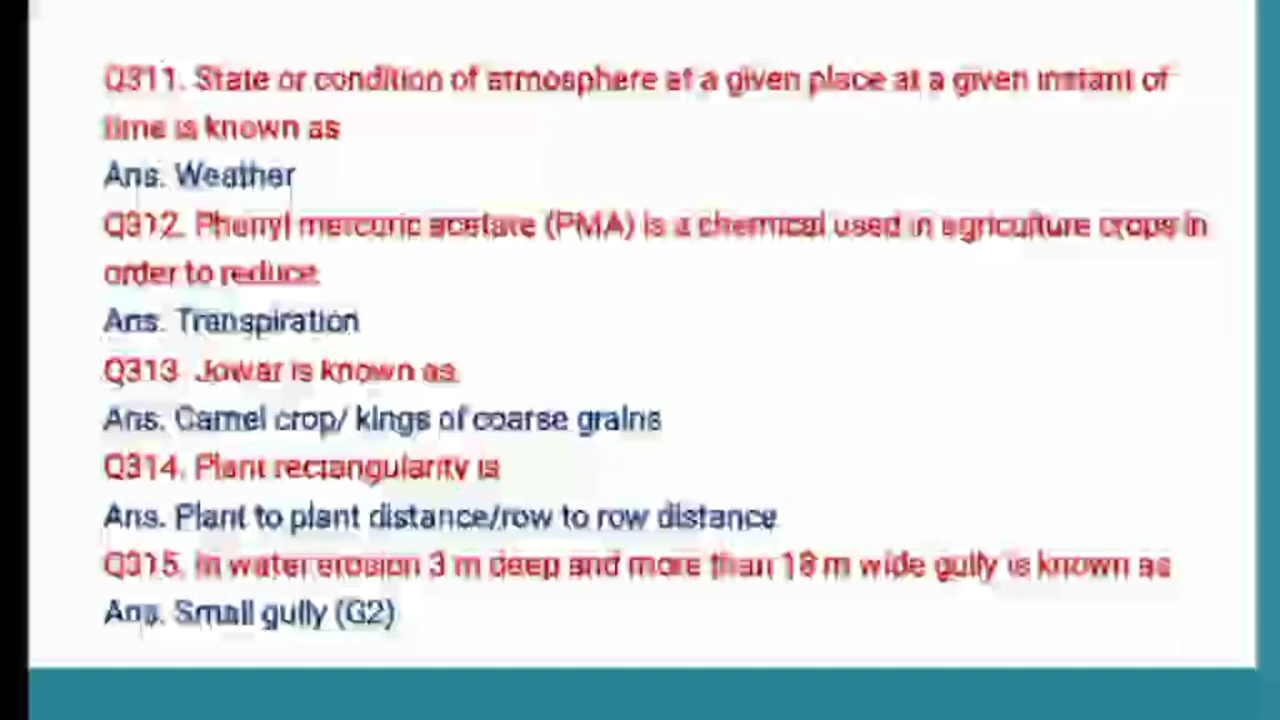 Q311. State or condition of atmosphere at a given place at a given instant of
time is known as
Ans. Weather
Q312. Phenyl mercuric acetate (PMA) is a chemical used in agriculture crops in
order to reduce
Ans. Transpiration
Q313. Jowar is known as
Ans. Camel crop/ kings of coarse grains
Q314. Plant rectangularity is
Ans. Plant to plant distance/row to row distance
Q315. In water erosion 3 m deep and more than 18 m wide gully is known as
Ans. Small gully (G2)